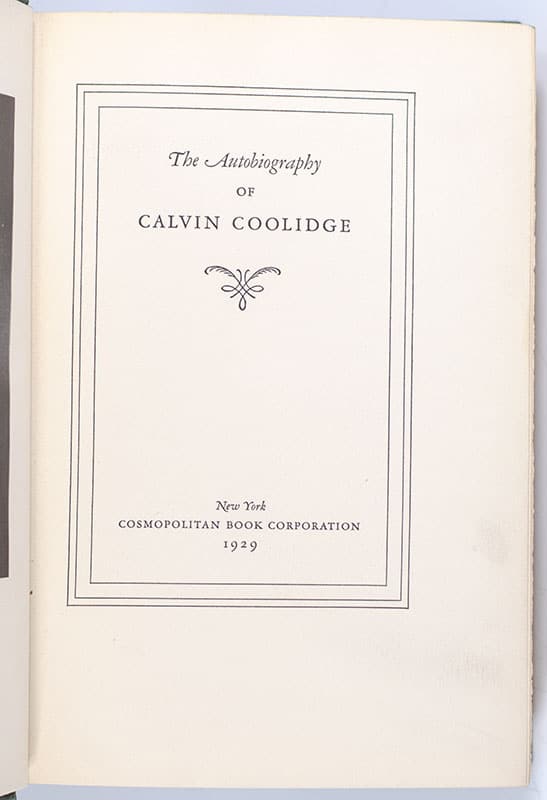 The Autobiography
OF
CALVIN COOLIDGE
New York
COSMOPOLITAN BOOK CORPORATION
1929